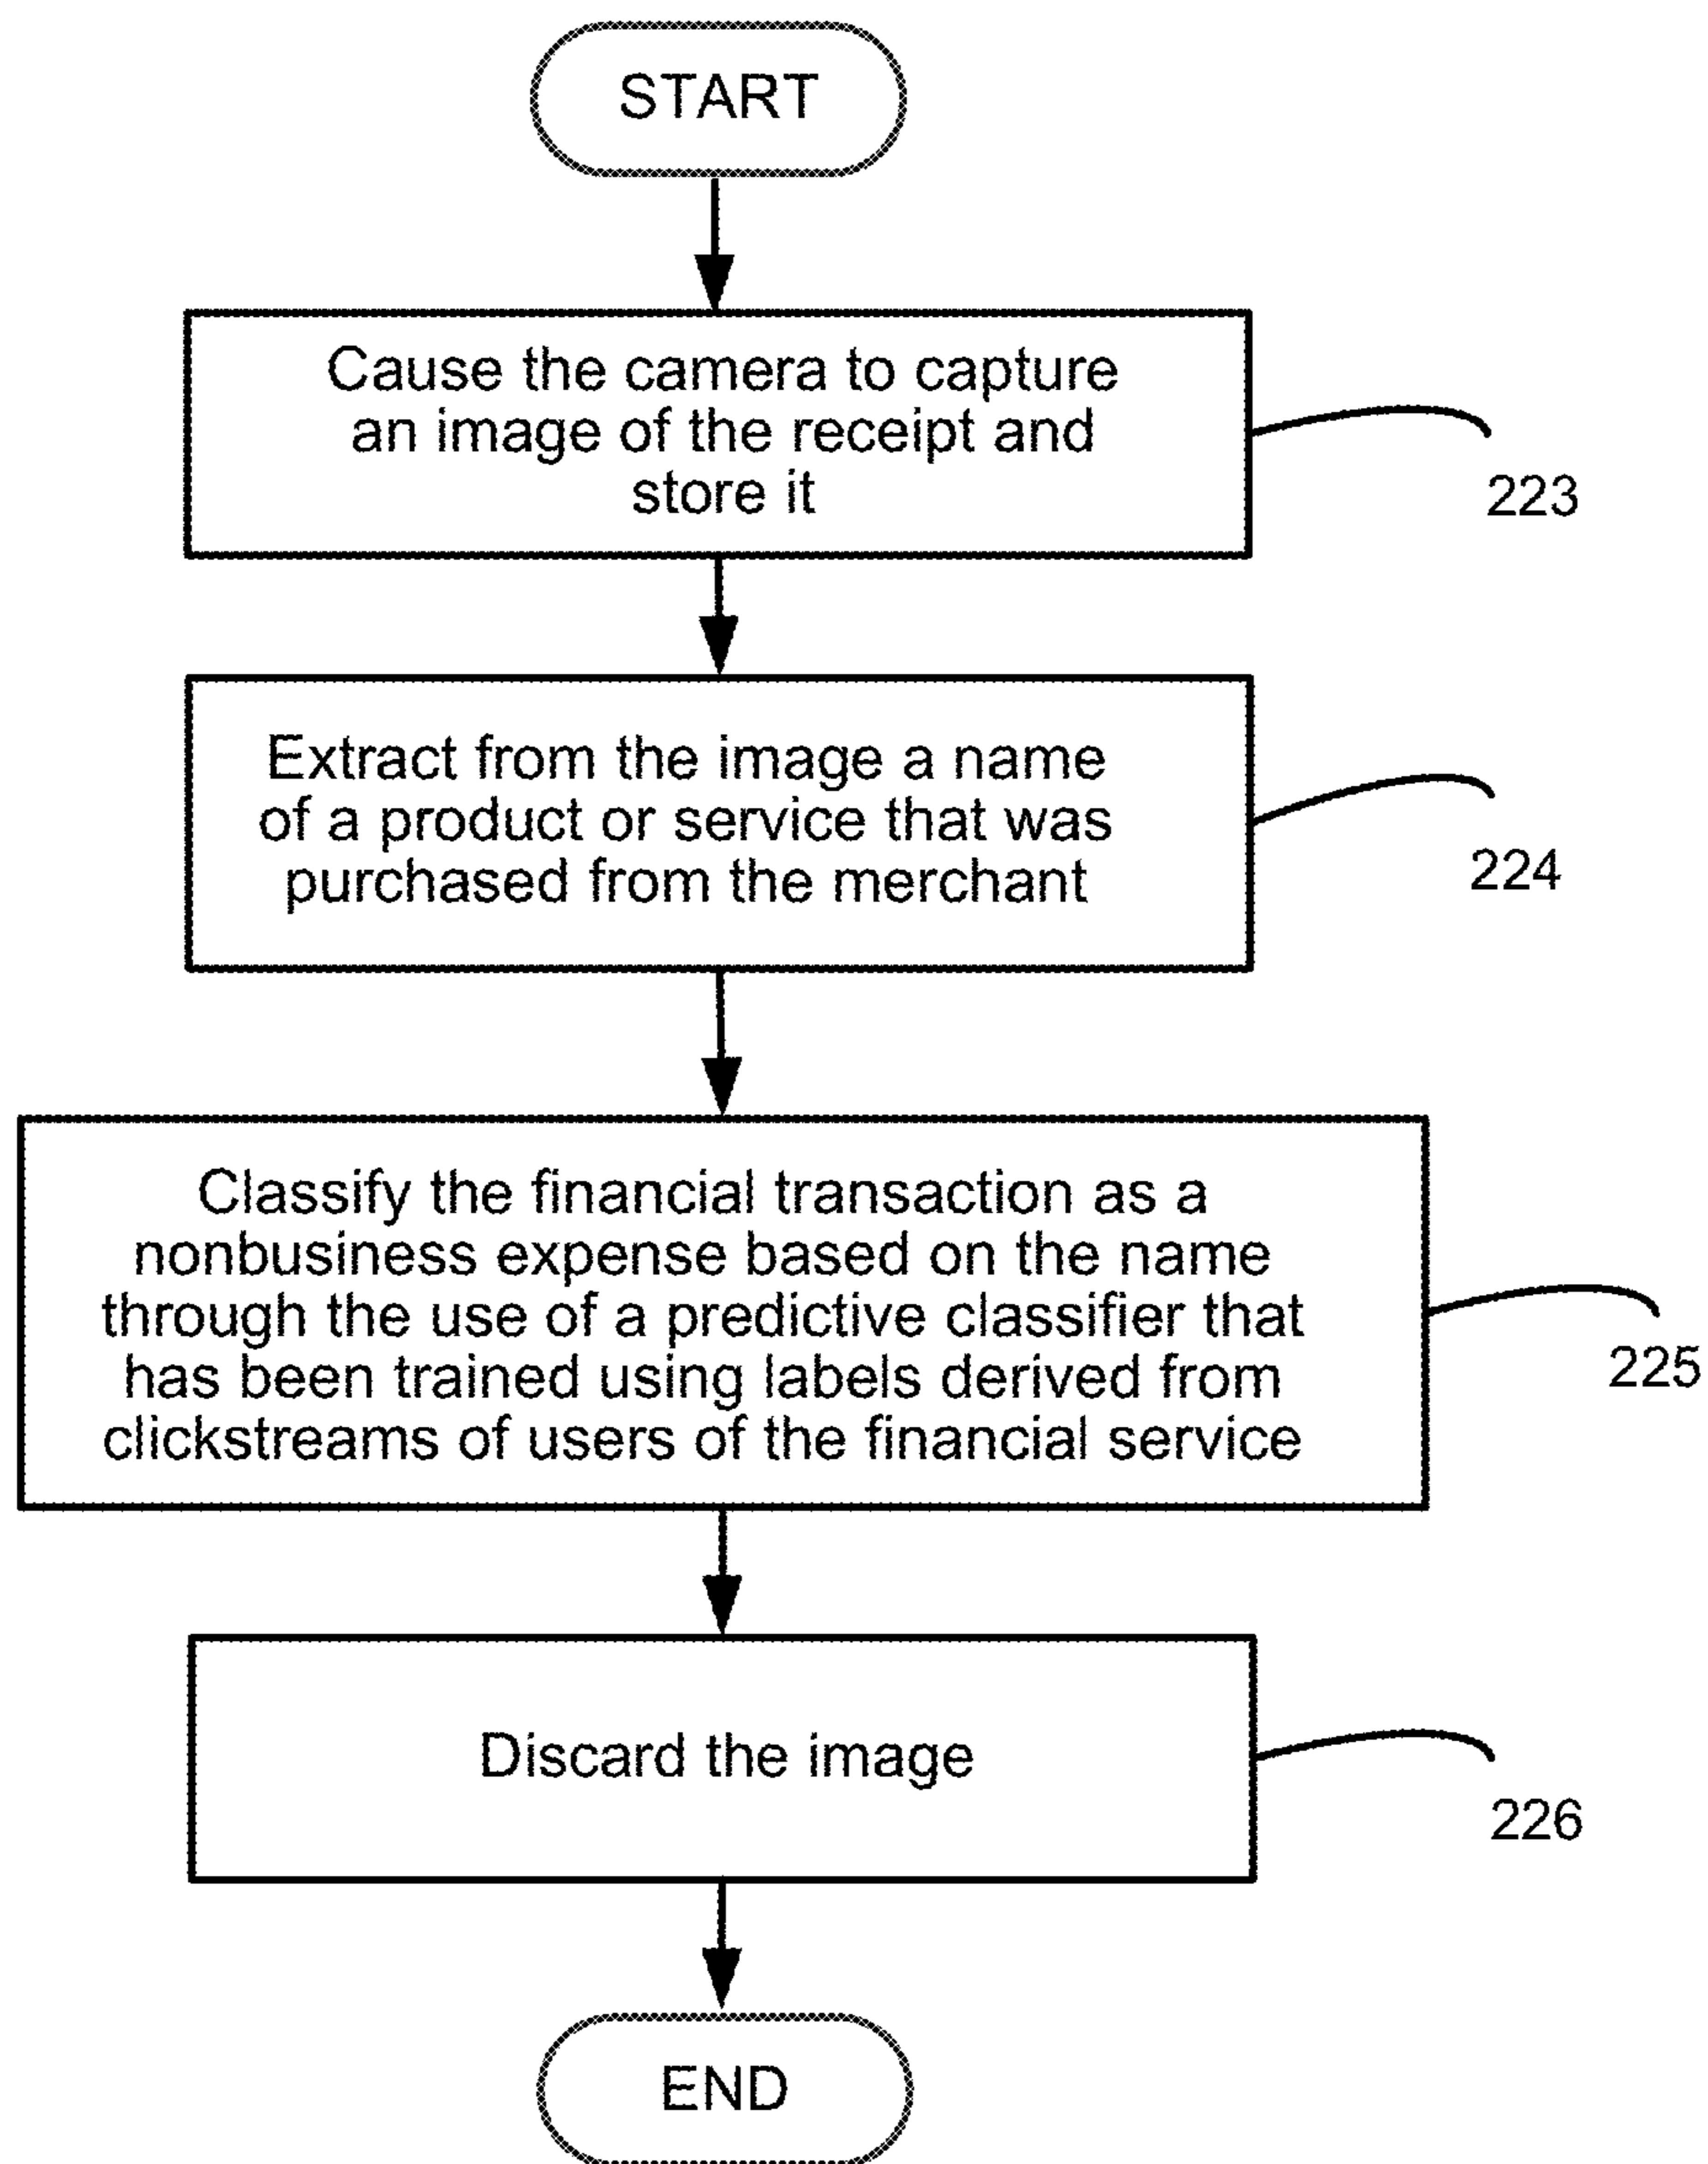 START
Cause the camera to capture
an image of the receipt and
store it
223
Extract from the image a name
of a product or service that was
purchased from the merchant
224
Classify the financial transaction as a
nonbusiness expense based on the name
through the use of a predictive classifier that
has been trained using labels derived from
clickstreams of users of the financial service
225
Discard the image
226
END